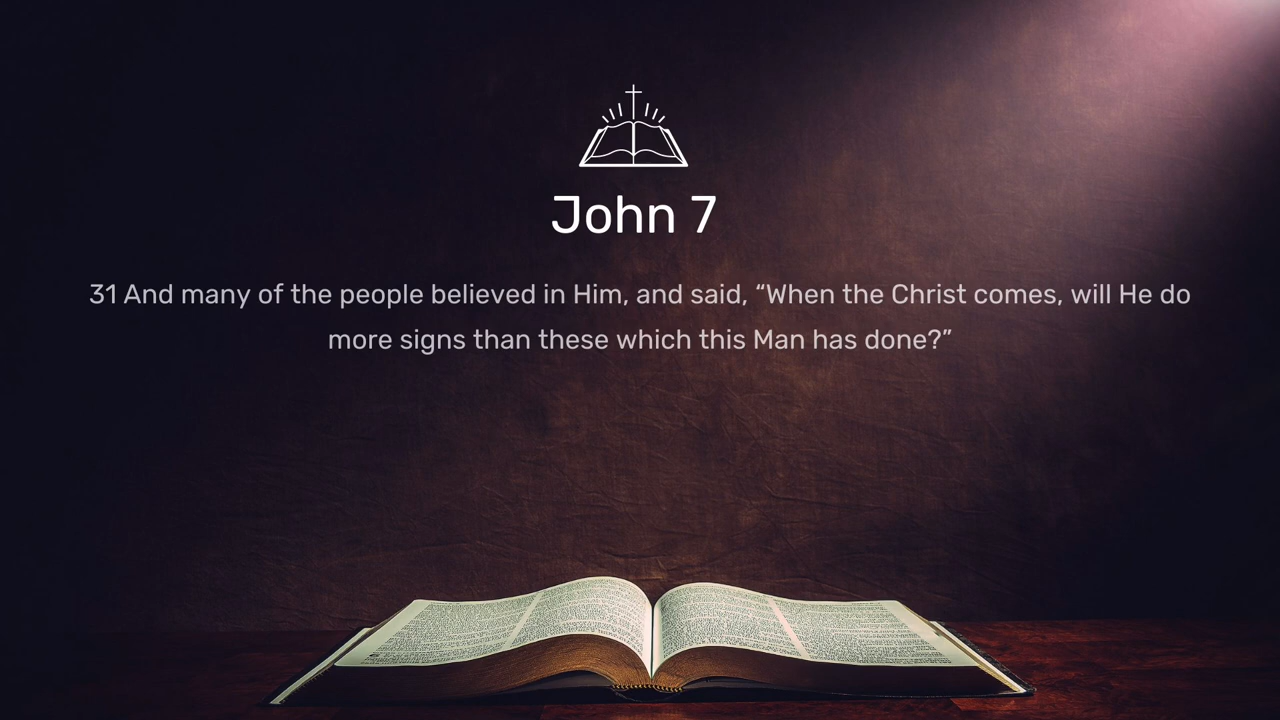 John 7
31 And many of the people believed in Him, and said, “When the Christ comes, will He do
more signs than these which this Man has done?”